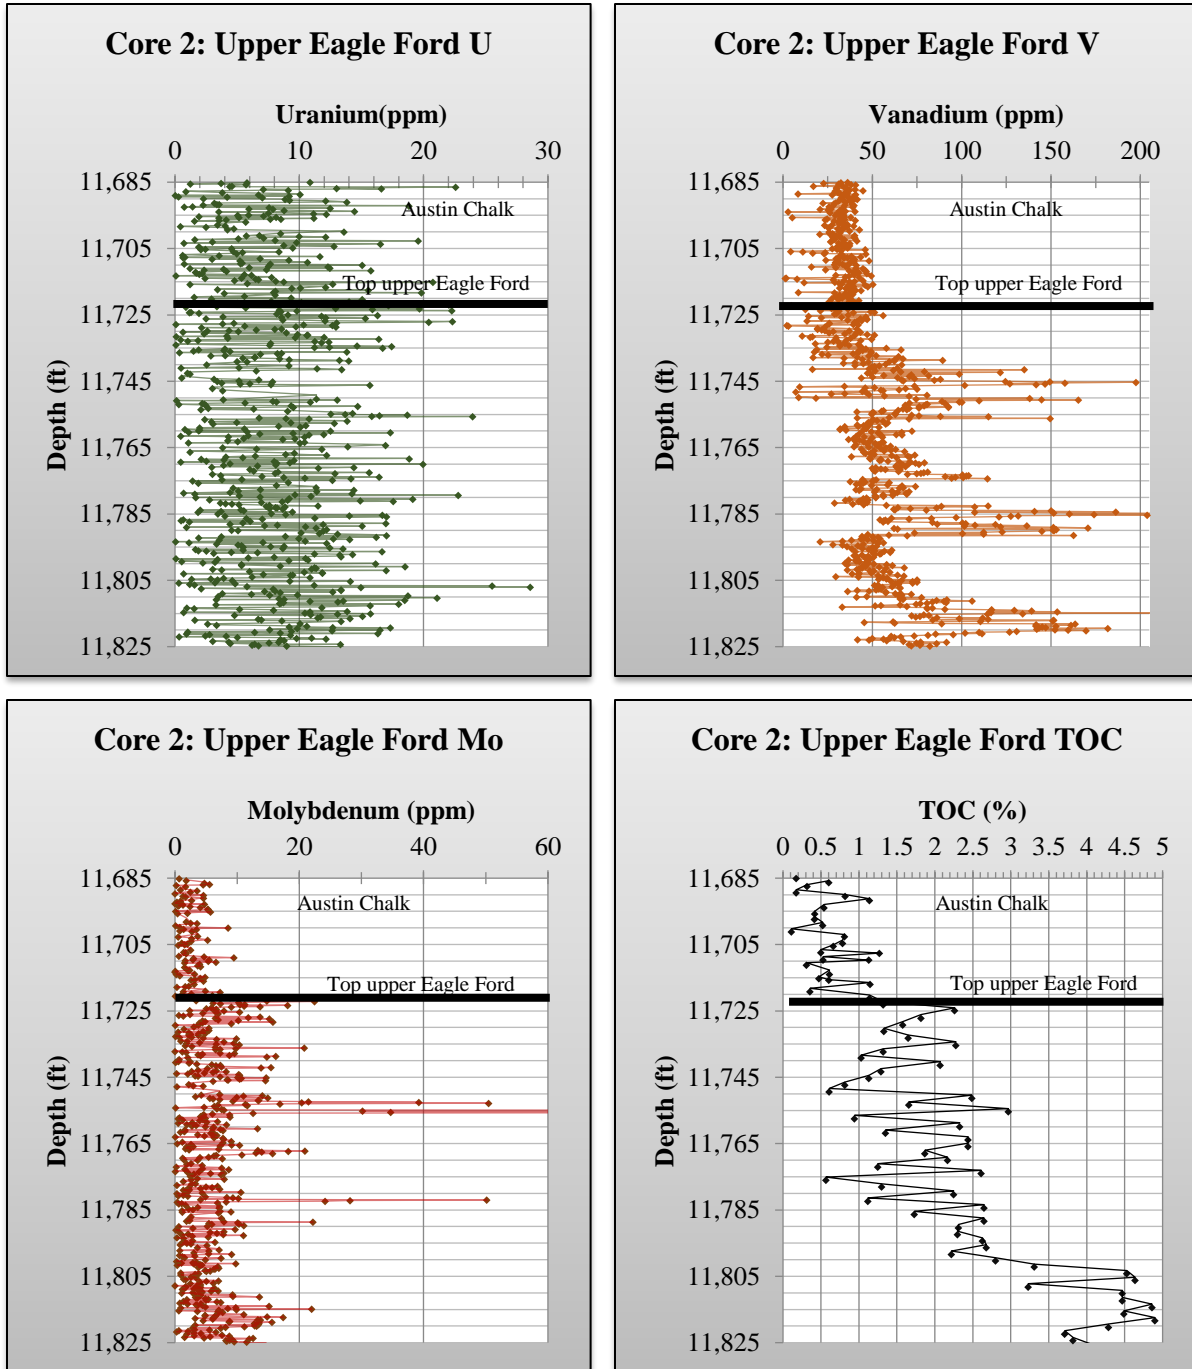 Core 2: Upper Eagle Ford U
Uranium(ppm)
0 10 20 30
11,685
Austin Chalk
11,705
Top upper Eagle Ford
11,725
11,745
11,765
11,785
11,805
11,825
Depth (ft)
Core 2: Upper Eagle Ford V
Vanadium (ppm)
0 50 100 150 200
11,685
Austin Chalk
11,705
Top upper Eagle Ford
11,725
11,745
11,765
11,785
11,805
11,825
Depth (ft)
Core 2: Upper Eagle Ford Mo
Molybdenum (ppm)
0 20 40 60
11,685
Austin Chalk
11,705
Top upper Eagle Ford
11,725
11,745
11,765
11,785
11,805
11,825
Depth (ft)
Core 2: Upper Eagle Ford TOC
TOC (%)
0 0.5 1 1.5 2 2.5 3 3.5 4 4.5 5
11,685
Austin Chalk
11,705
Top upper Eagle Ford
11,725
11,745
11,765
11,785
11,805
11,825
Depth (ft)